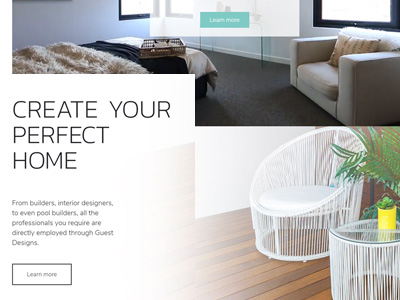 Learn more
CREATE YOUR
PERFECT
HOME
From builders, interior designers,
to even pool builders, all the
professionals you require are
directly employed through Guest
Designs.
Learn more